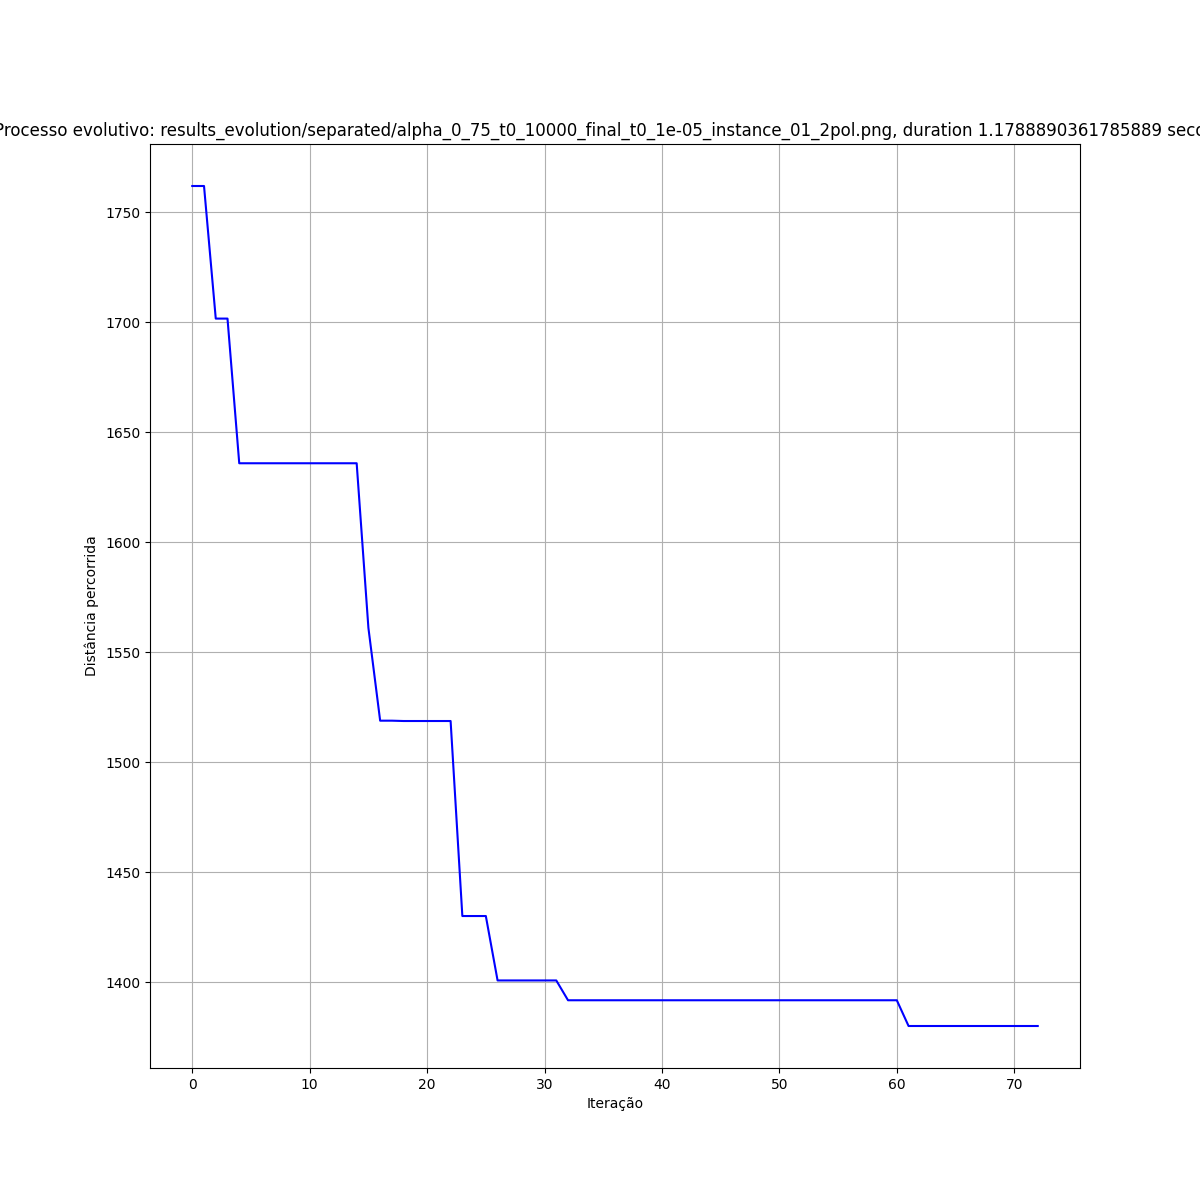 Processo evolutivo: results_evolution/separated/alpha_0_75_t0_10000_final_t0_1e-05_instance_01_2pol.png, duration 1.1788890361785889
1750
1700
1650
1600
1550
1500
1450
1400
Distância percorrida
0 10 20 30 40 50 60 70
Iteração